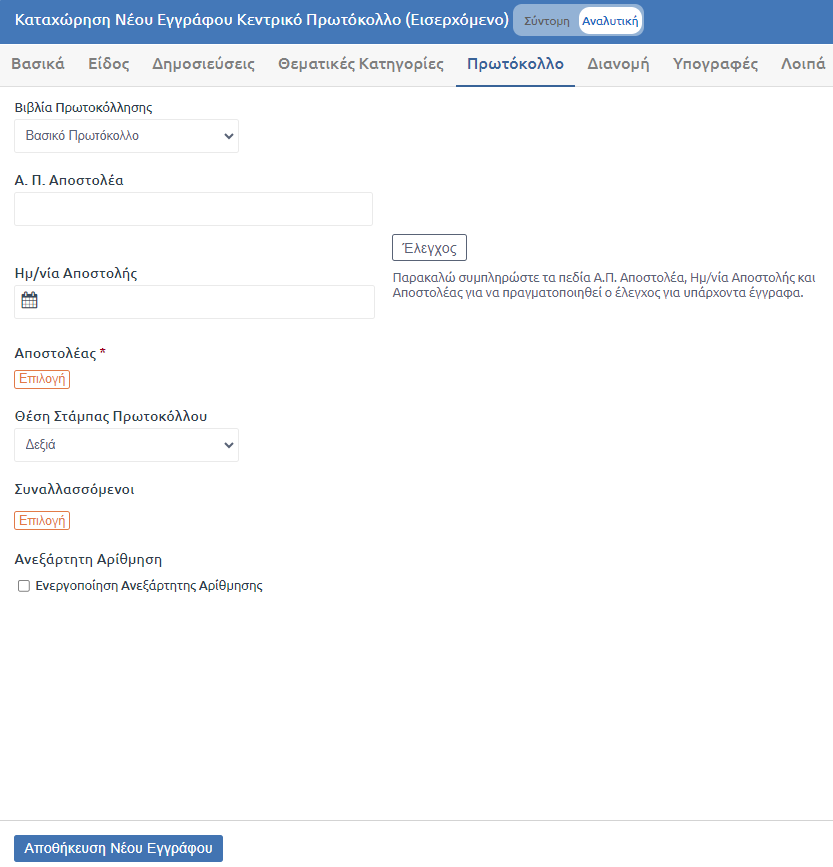 Καταχώρηση Νέου Εγγράφου Κεντρικό Πρωτόκολλο (Εισερχόμενο) Σύντομη Αναλυτική
Βασικά Είδος Δημοσιεύσεις Θεματικές Κατηγορίες Πρωτόκολλο Διανομή Υπογραφές Λοιπά
Βιβλία Πρωτοκόλλησης
Βασικό Πρωτόκολλο
Α. Π. Αποστολέα
Έλεγχος
Ημ/νία Αποστολής
Παρακαλώ συμπληρώστε τα πεδία Α.Π. Αποστολέα, Ημ/νία Αποστολής και
Αποστολέας για να πραγματοποιηθεί ο έλεγχος για υπάρχοντα έγγραφα.
Αποστολέας *
Επιλογή
Θέση Στάμπας Πρωτοκόλλου
Δεξιά
Συναλλασσόμενοι
Επιλογή
Ανεξάρτητη Αρίθμηση
Ενεργοποίηση Ανεξάρτητης Αρίθμησης
Αποθήκευση Νέου Εγγράφου